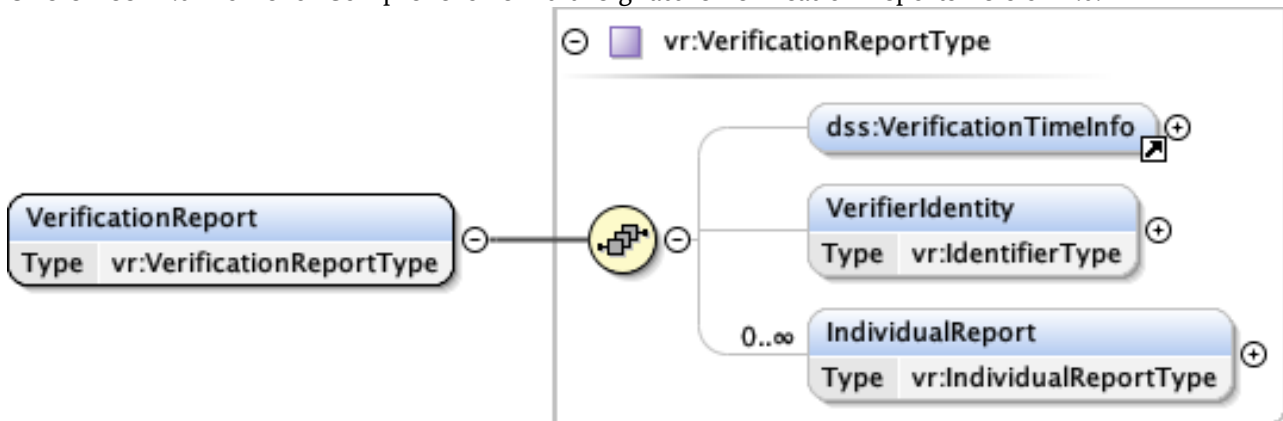 vr:VerificationReportType
dss:VerificationTimeInfo
VerificationReport
Type vr:VerificationReportType
VerifierIdentity
Type vr:IdentifierType
0..∞
IndividualReport
Type vr:IndividualReportType